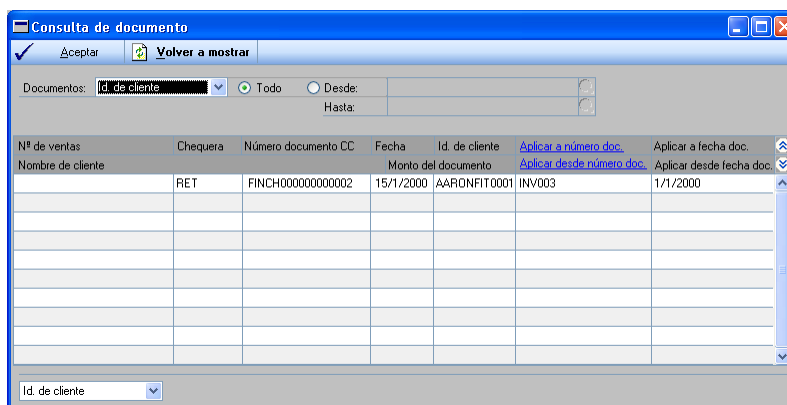 Consulta de documento
Aceptar Volver a mostrar
Documentos: Id. de cliente Todo Desde:
Hasta:
Nº de ventas Chequera Número documento CC Fecha Id. de cliente Aplicar a número doc. Aplicar a fecha doc.
Nombre de cliente Monto del documento Aplicar desde número doc. Aplicar desde fecha doc.
RET FINCH000000000002 15/1/2000 AARONFIT0001 INV003 1/1/2000
Id. de cliente